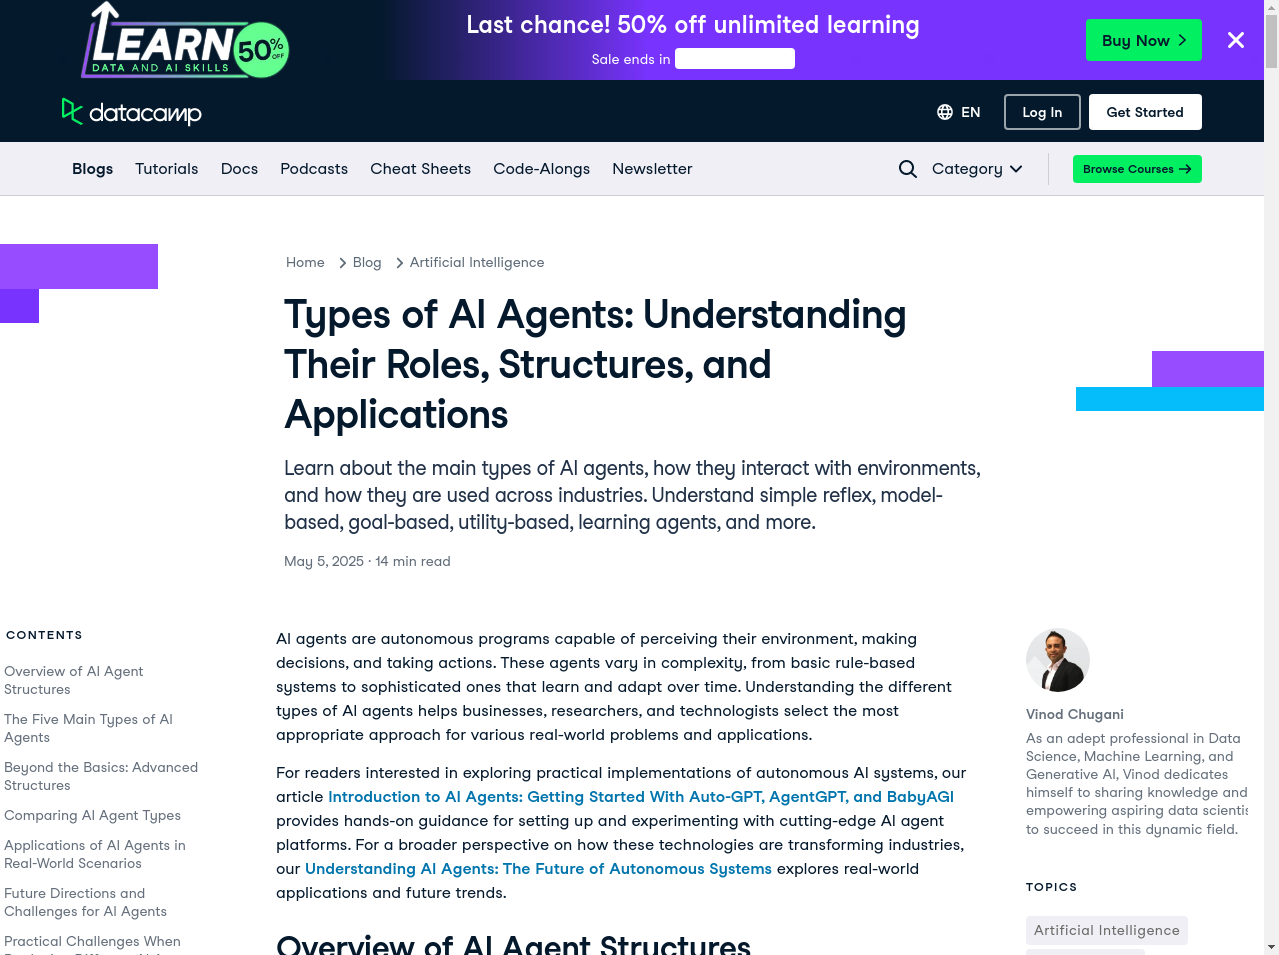 LEARN 50% OFF
DATA AND AI SKILLS
Last chance! 50% off unlimited learning
Sale ends in
Buy Now
datacamp
EN
Log In
Get Started
Blogs Tutorials Docs Podcasts Cheat Sheets Code-Alongs Newsletter
Category
Browse Courses
Home Blog Artificial Intelligence
Types of AI Agents: Understanding
Their Roles, Structures, and
Applications
Learn about the main types of AI agents, how they interact with environments,
and how they are used across industries. Understand simple reflex, model-
based, goal-based, utility-based, learning agents, and more.
May 5, 2025 · 14 min read
CONTENTS
Overview of AI Agent
Structures
The Five Main Types of AI
Agents
Beyond the Basics: Advanced
Structures
Comparing AI Agent Types
Applications of AI Agents in
Real-World Scenarios
Future Directions and
Challenges for AI Agents
Practical Challenges When
AI agents are autonomous programs capable of perceiving their environment, making
decisions, and taking actions. These agents vary in complexity, from basic rule-based
systems to sophisticated ones that learn and adapt over time. Understanding the different
types of AI agents helps businesses, researchers, and technologists select the most
appropriate approach for various real-world problems and applications.
For readers interested in exploring practical implementations of autonomous AI systems, our
article Introduction to AI Agents: Getting Started With Auto-GPT, AgentGPT, and BabyAGI
provides hands-on guidance for setting up and experimenting with cutting-edge AI agent
platforms. For a broader perspective on how these technologies are transforming industries,
our Understanding AI Agents: The Future of Autonomous Systems explores real-world
applications and future trends.
Overview of AI Agent Structures
Vinod Chugani
As an adept professional in Data
Science, Machine Learning, and
Generative AI, Vinod dedicates
himself to sharing knowledge and
empowering aspiring data scientis
to succeed in this dynamic field.
TOPICS
Artificial Intelligence